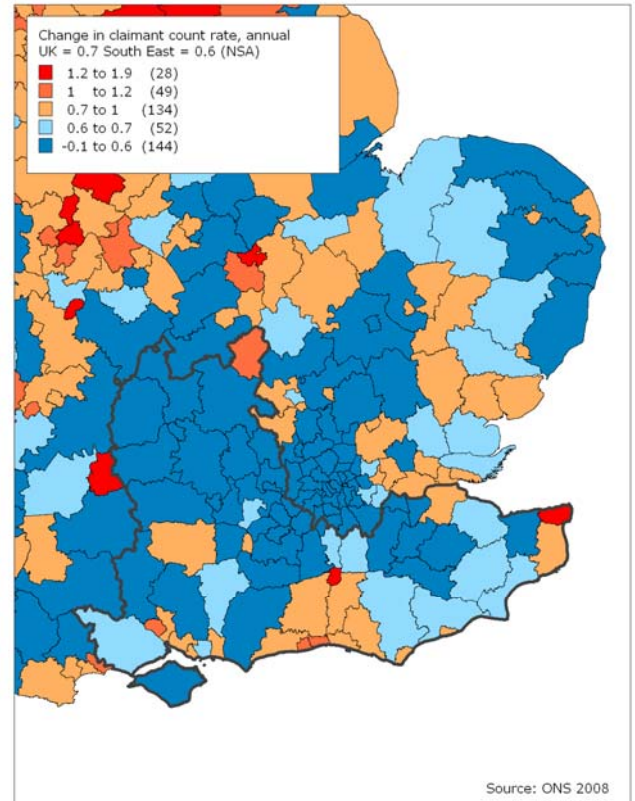 Change in claimant count rate, annual
UK = 0.7 South East = 0.6 (NSA)
1.2 to 1.9 (28)
1 to 1.2 (49)
0.7 to 1 (134)
0.6 to 0.7 (52)
-0.1 to 0.6 (144)
Source: ONS 2008